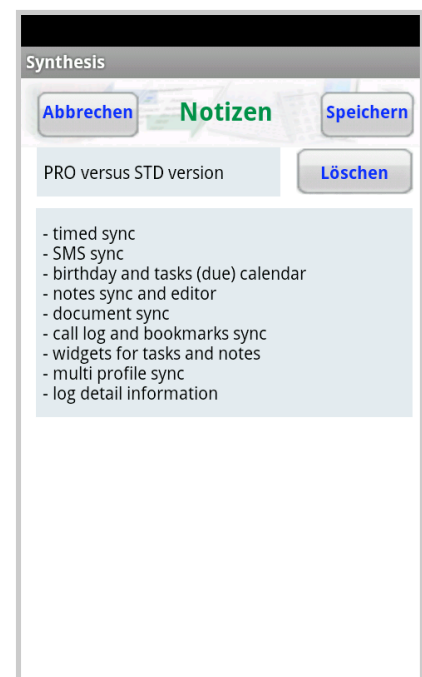 Synthesis
Abbrechen Notizen Speichern
PRO versus STD version Löschen
- timed sync
- SMS sync
- birthday and tasks (due) calendar
- notes sync and editor
- document sync
- call log and bookmarks sync
- widgets for tasks and notes
- multi profile sync
- log detail information